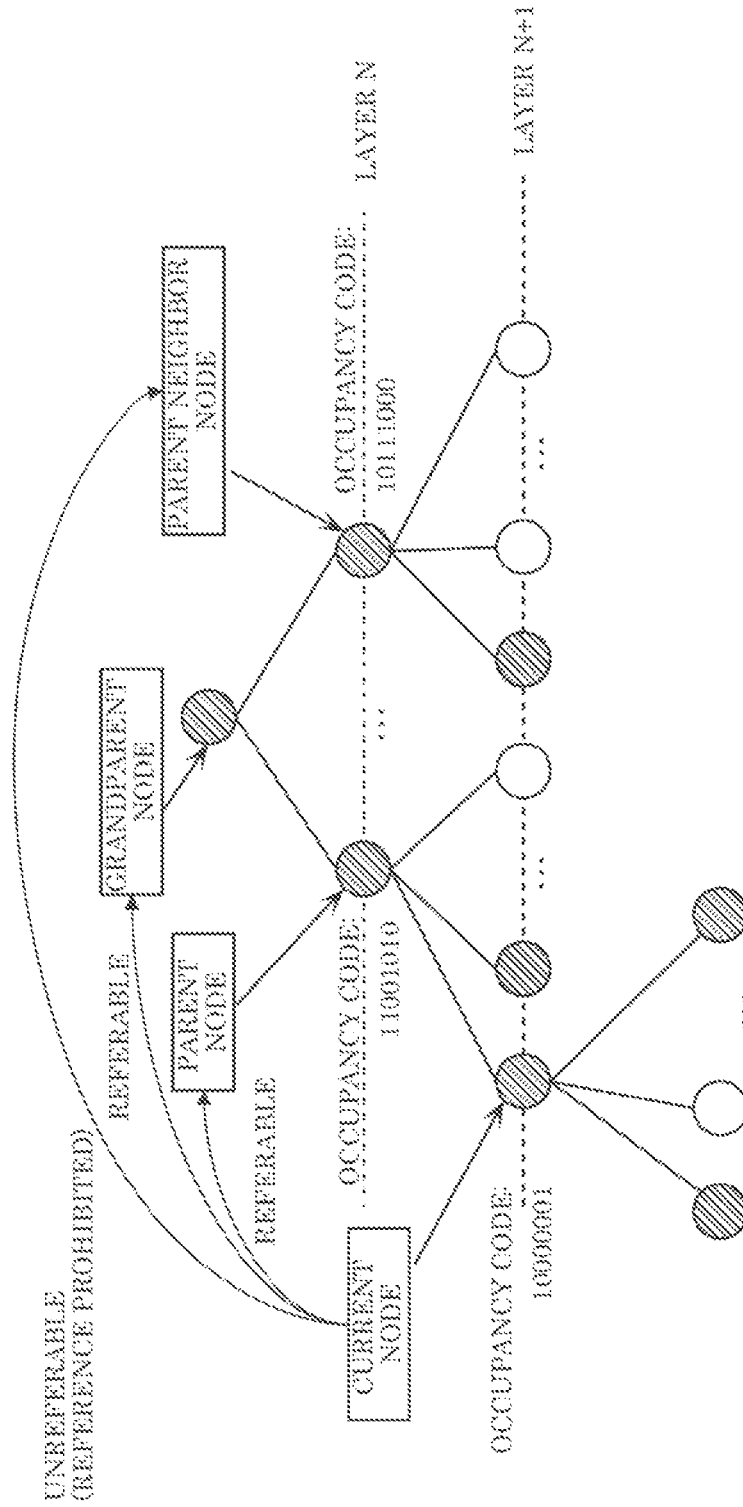 UNREFERABLE
(REFERENCE PROHIBITED)
REFERABLE
GRANDPARENT
NODE
PARENT NEIGHBOR
NODE
PARENT
NODE
REFERABLE
CURRENT
NODE
OCCUPANCY CODE:
11001010
...
OCCUPANCY CODE:
10111000
LAYER N
OCCUPANCY CODE:
10000001
...
...
LAYER N+1
...